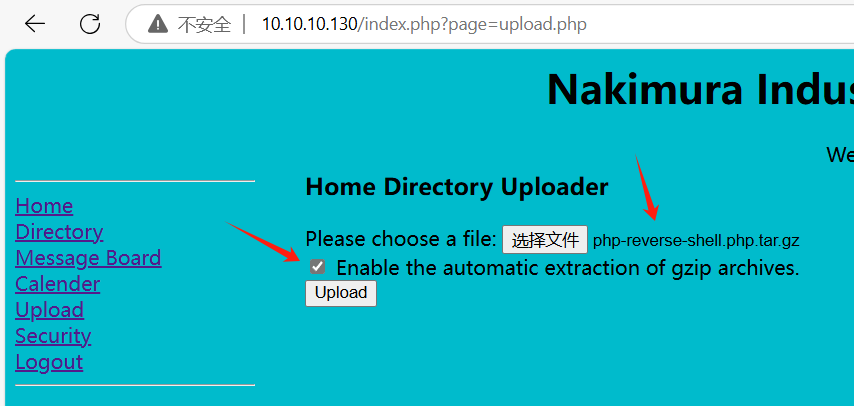 不安全 10.10.10.130/index.php?page=upload.php
Nakimura Indus
We
Home Directory Uploader
Home
Directory
Message Board
Calender
Upload
Security
Logout
Please choose a file: 选择文件 php-reverse-shell.php.tar.gz
Enable the automatic extraction of gzip archives.
Upload